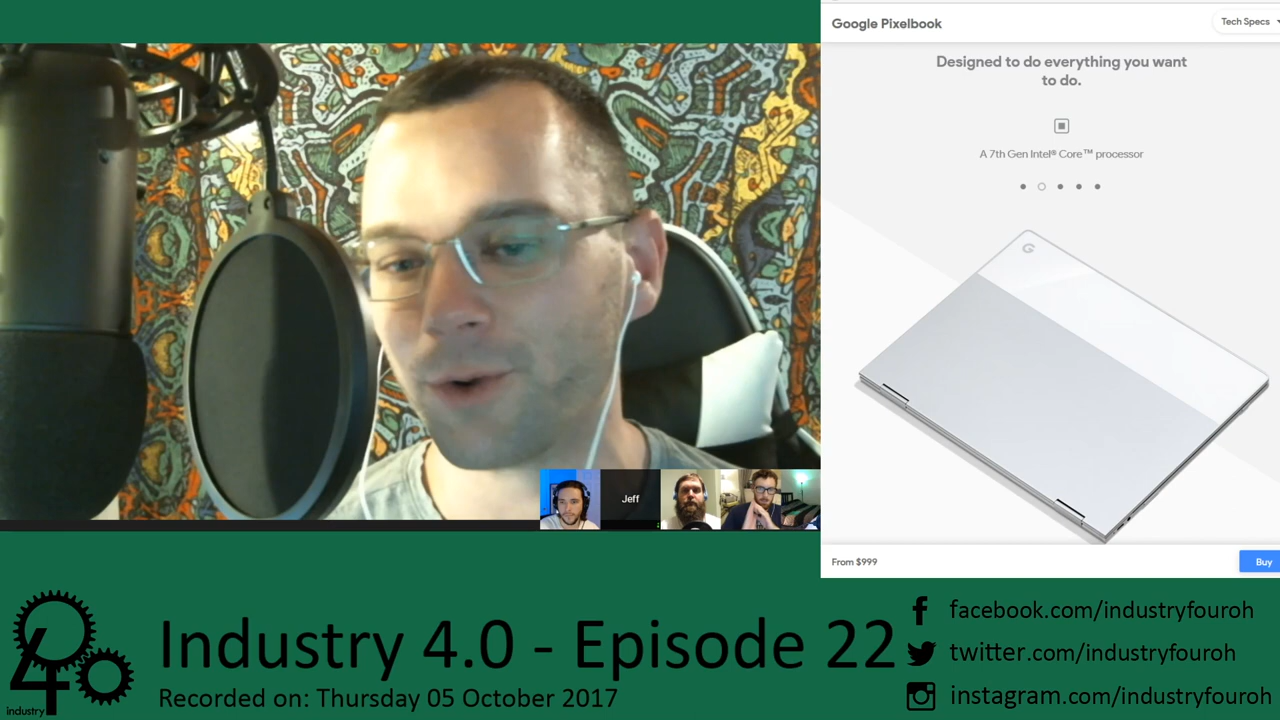 Google Pixelbook
Tech Specs
Designed to do everything you want
to do.
A 7th Gen Intel® Core™ processor
From $999
Buy
Jeff
4.0
industry
Industry 4.0 - Episode 22
Recorded on: Thursday 05 October 2017
facebook.com/industryfouroh
twitter.com/industryfouroh
instagram.com/industryfouroh